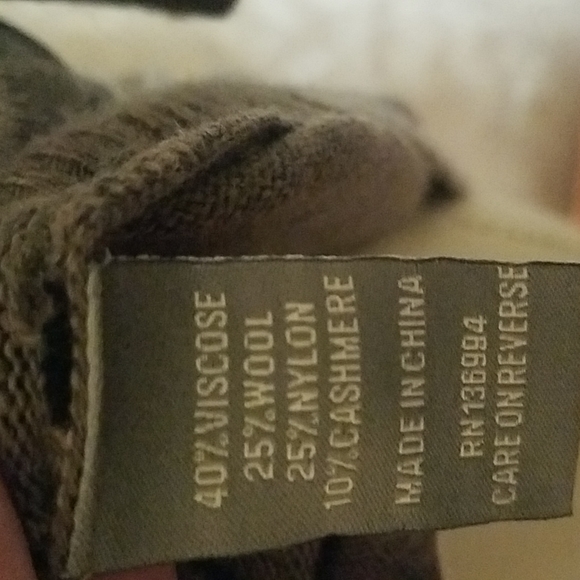 40% VISCOSE
25% WOOL
25% NYLON
10% CASHMERE
MADE IN CHINA
RN136994
CARE ON REVERSE